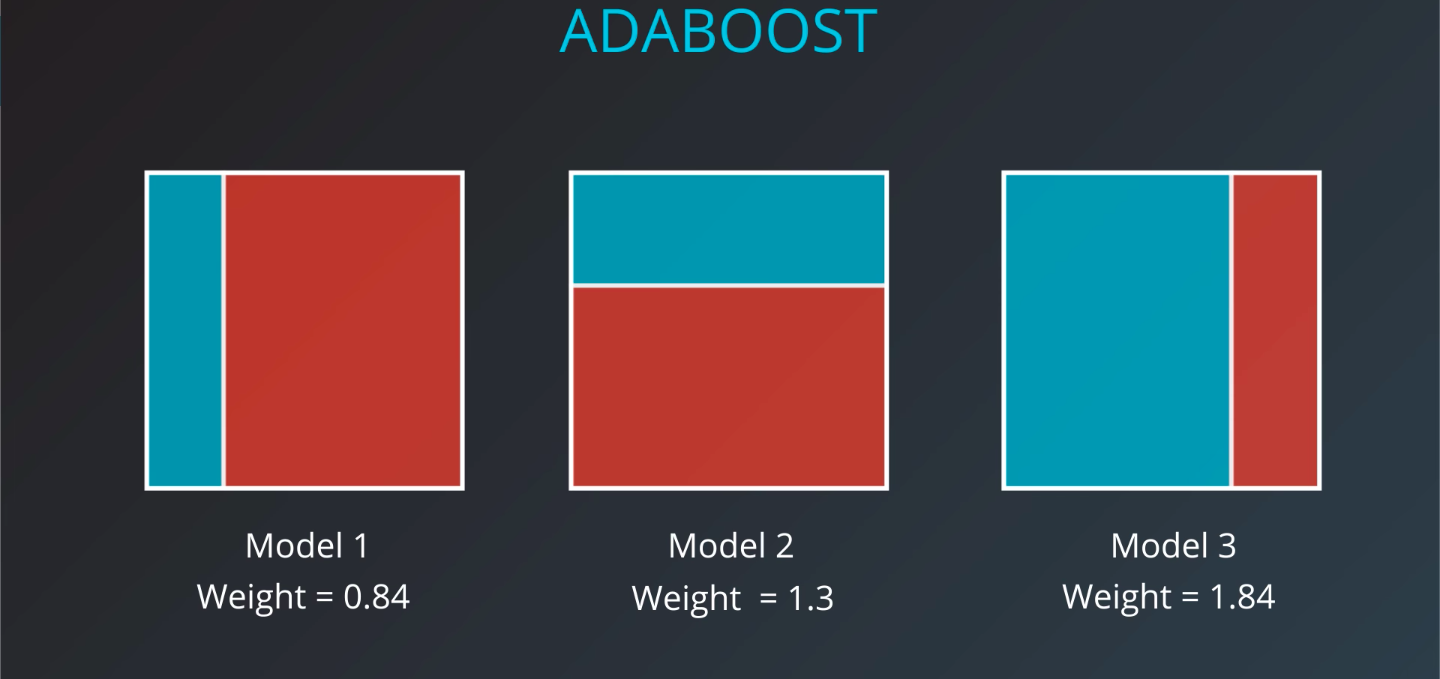 ADABOOST
Model 1
Weight = 0.84
Model 2
Weight = 1.3
Model 3
Weight = 1.84